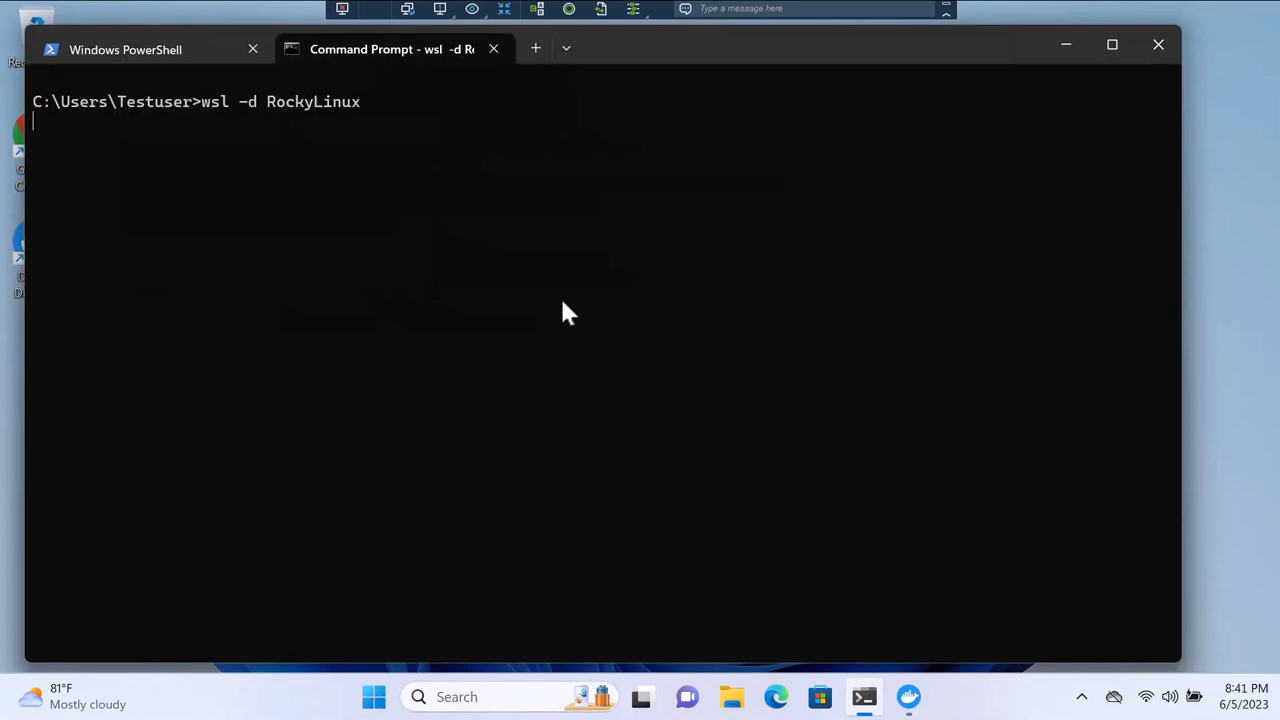 Type a message here
Windows PowerShell
Command Prompt - wsl -d Ro
C:\Users\Testuser>wsl -d RockyLinux
81°F
Mostly cloudy
Search
8:41 PM
6/5/2023